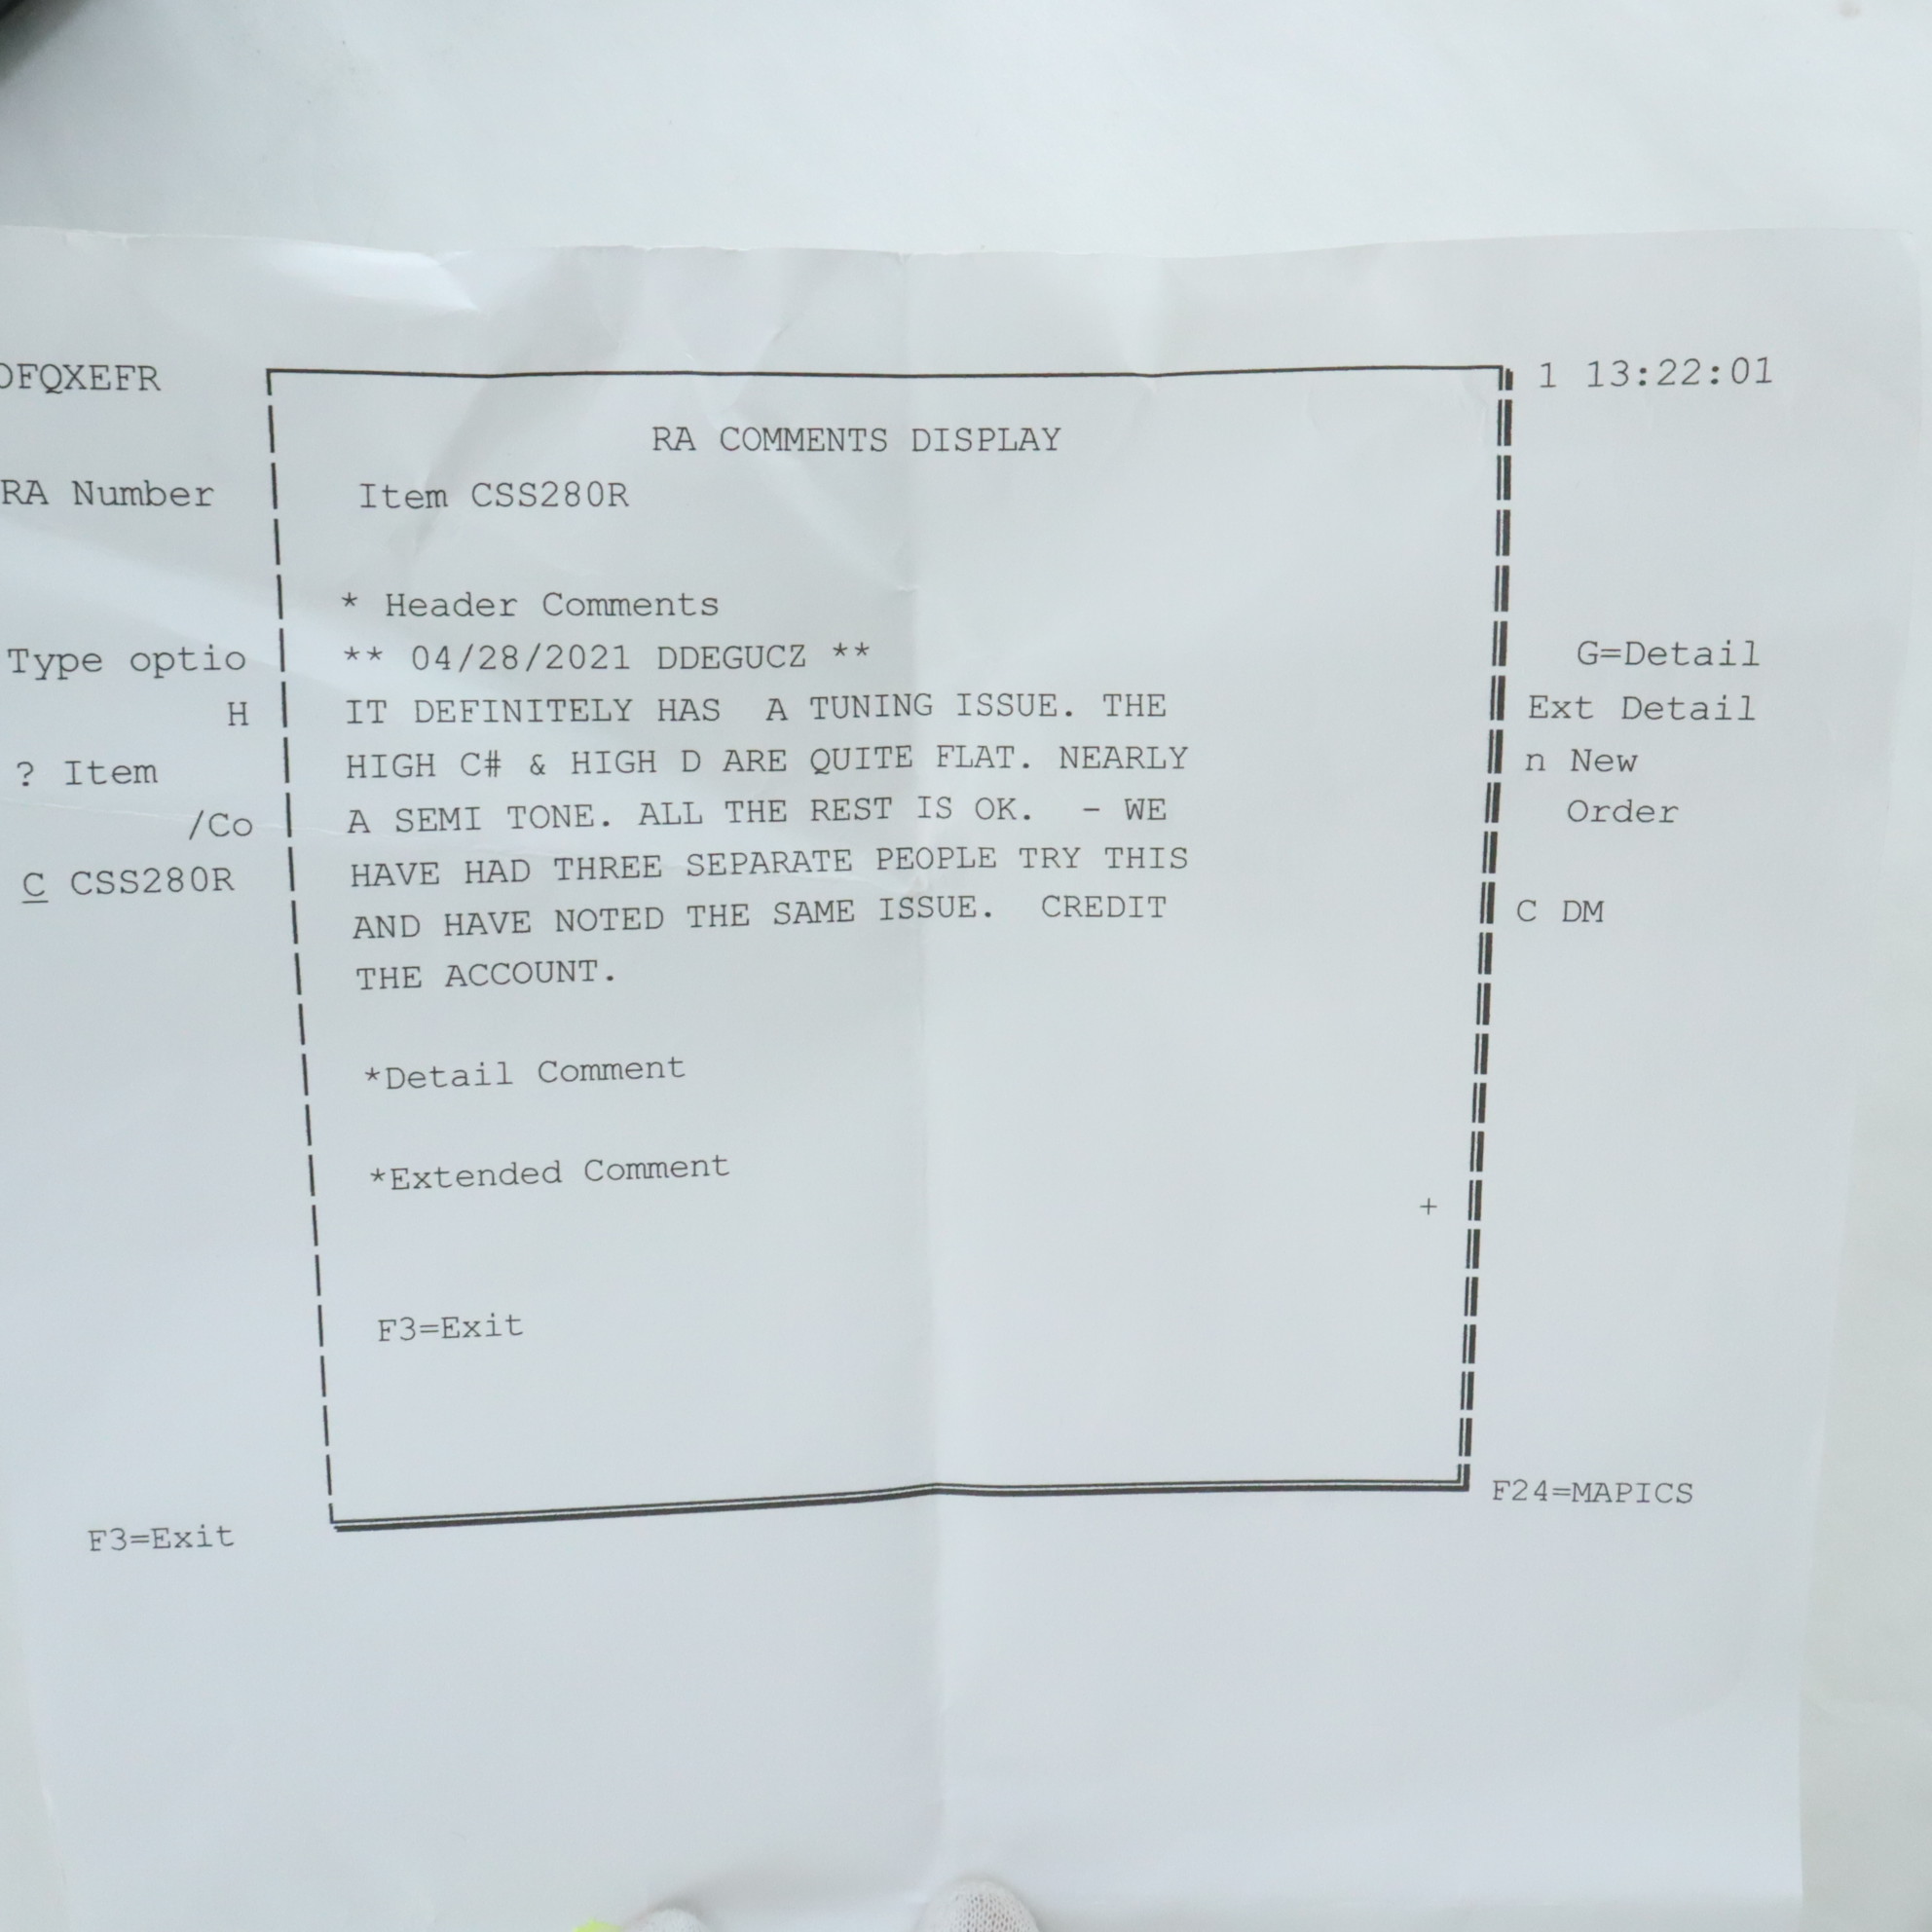 OFQXEFR 1 13:22:01
RA COMMENTS DISPLAY
RA Number Item CSS280R
* Header Comments
Type optio ** 04/28/2021 DDEGUCZ ** G=Detail
H IT DEFINITELY HAS A TUNING ISSUE. THE Ext Detail
? Item HIGH C# & HIGH D ARE QUITE FLAT. NEARLY n New
/Co A SEMI TONE. ALL THE REST IS OK. - WE Order
C CSS280R HAVE HAD THREE SEPARATE PEOPLE TRY THIS
AND HAVE NOTED THE SAME ISSUE. CREDIT C DM
THE ACCOUNT.
*Detail Comment
*Extended Comment
+
F3=Exit
F3=Exit F24=MAPICS